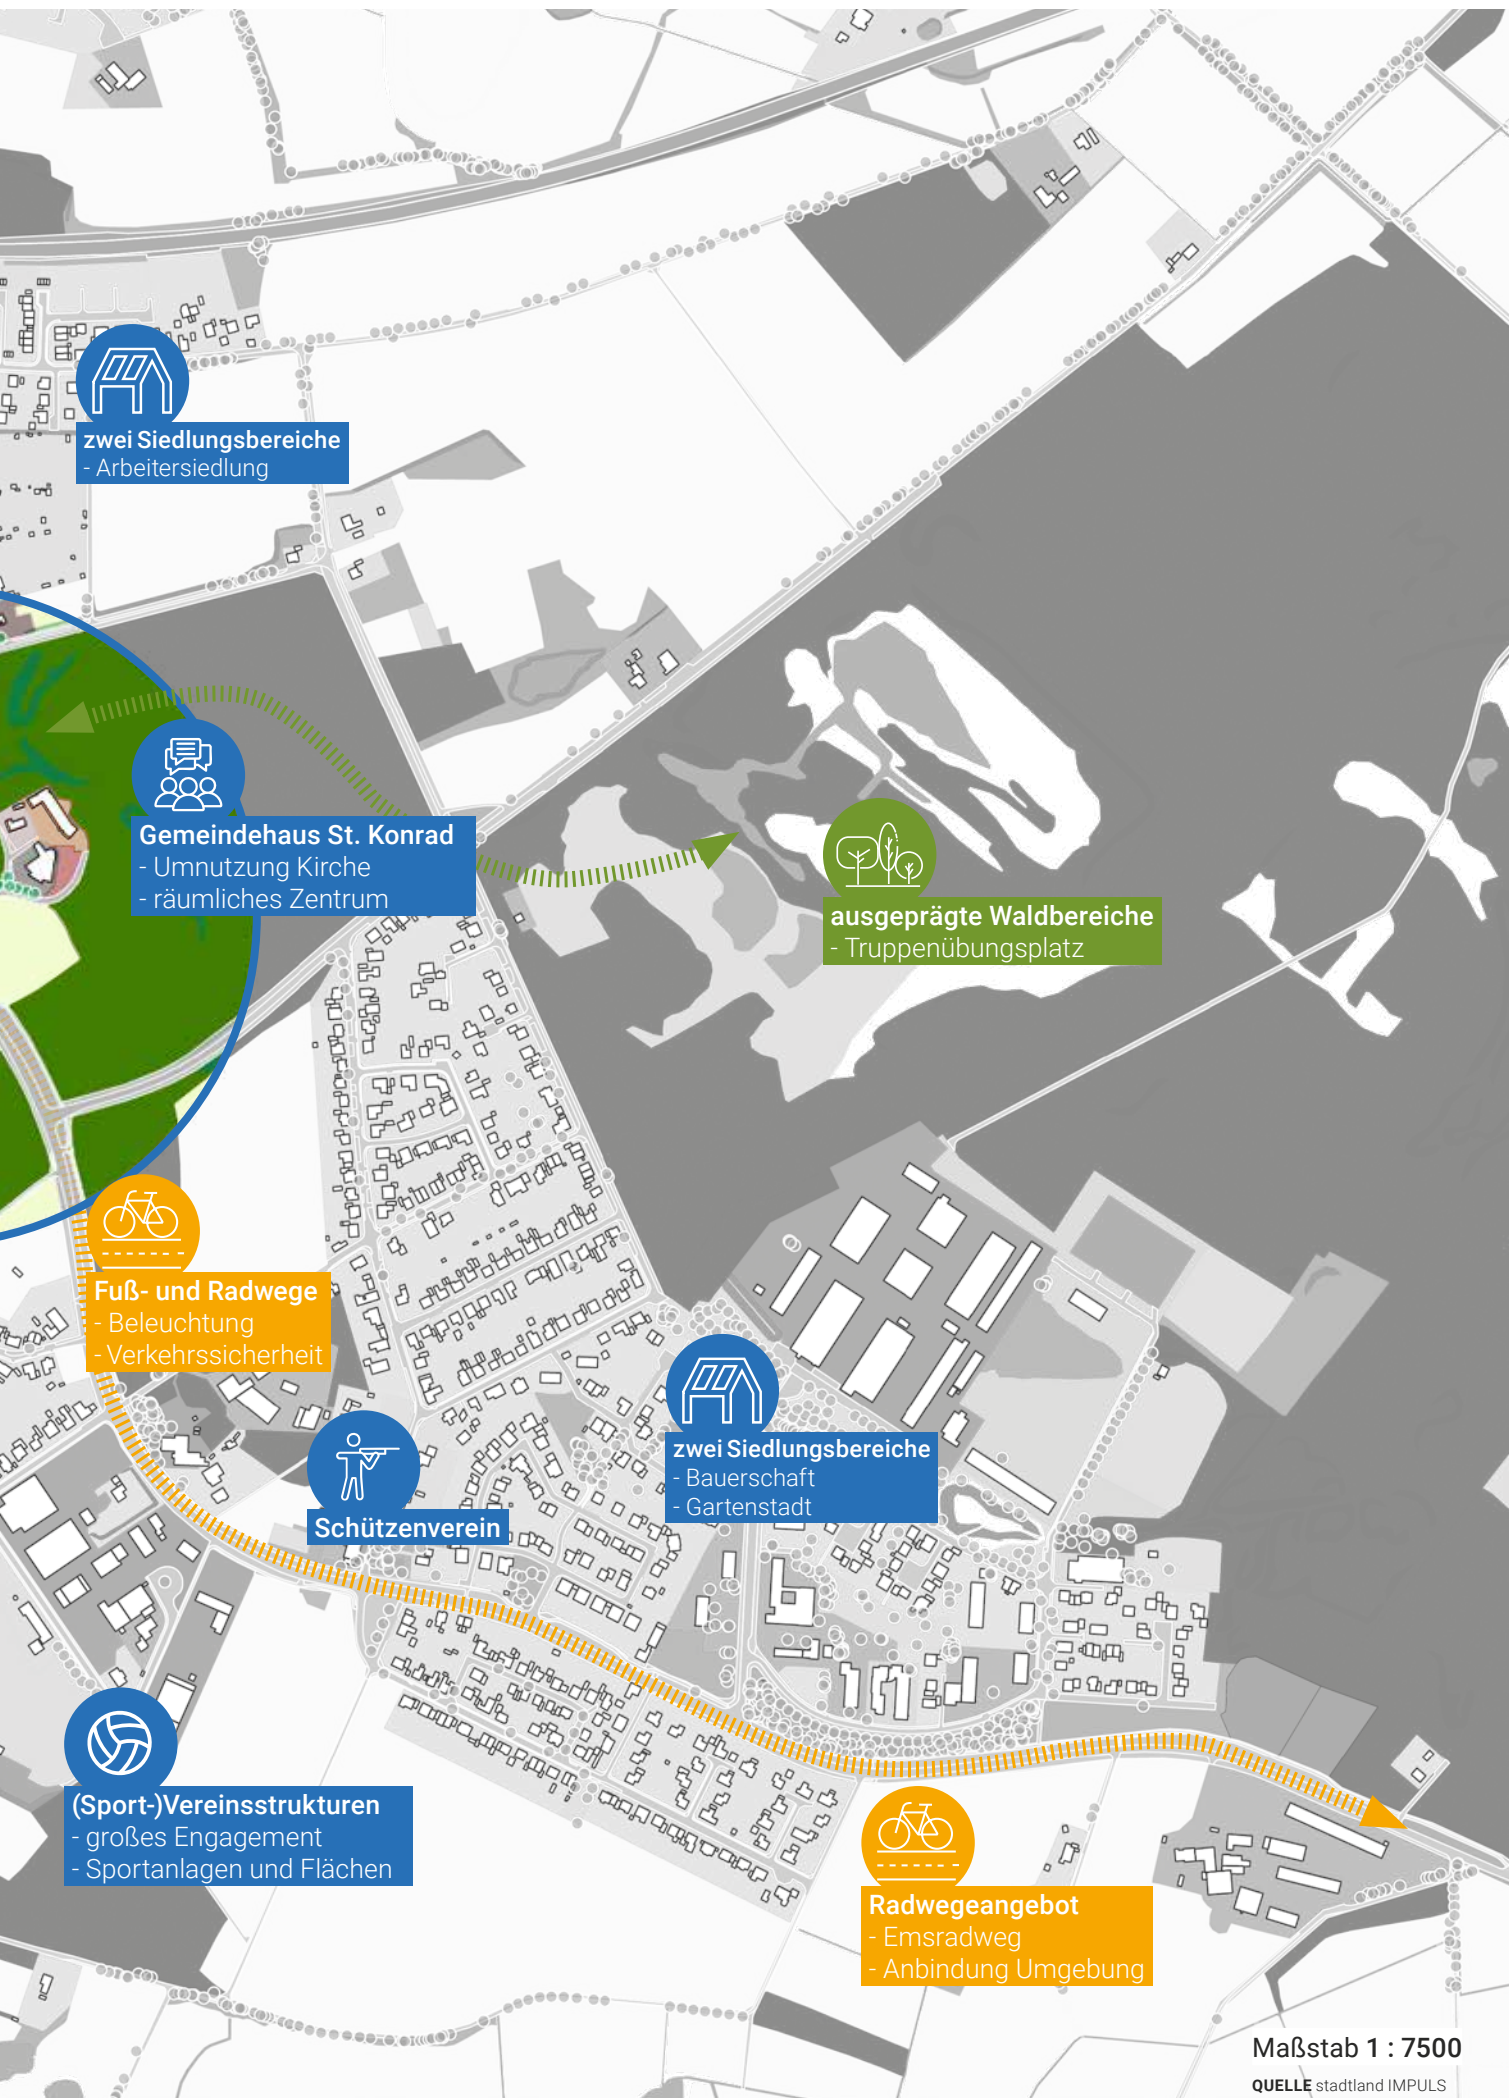 zwei Siedlungsbereiche
- Arbeitersiedlung
Gemeindehaus St. Konrad
- Umnutzung Kirche
- räumliches Zentrum
ausgeprägte Waldbereiche
- Truppenübungsplatz
Fuß- und Radwege
- Beleuchtung
- Verkehrssicherheit
zwei Siedlungsbereiche
- Bauerschaft
- Gartenstadt
Schützenverein
(Sport-)Vereinsstrukturen
- großes Engagement
- Sportanlagen und Flächen
Radwegeangebot
- Emsradweg
- Anbindung Umgebung
Maßstab 1 : 7500
QUELLE stadtland IMPULS